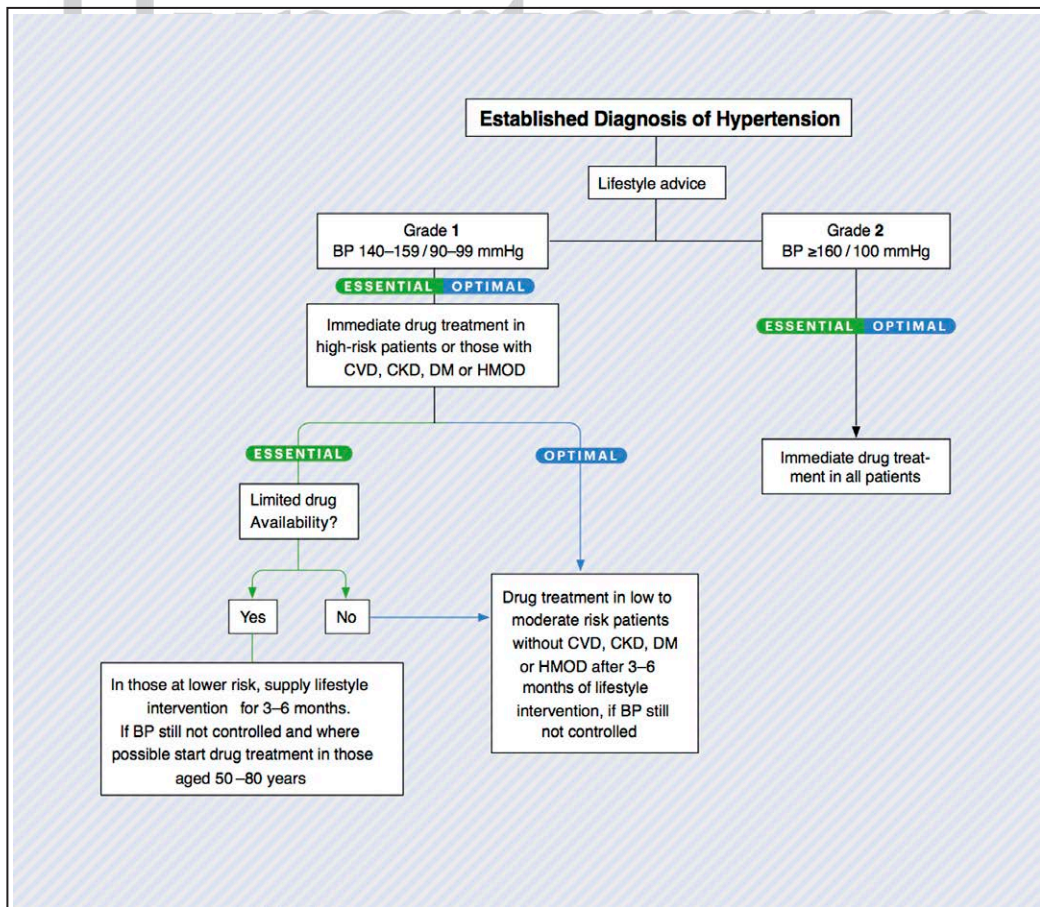 Hypertension
Established Diagnosis of Hypertension
Lifestyle advice
Grade 1
BP 140–159 / 90–99 mmHg
Grade 2
BP ≥160 / 100 mmHg
ESSENTIAL OPTIMAL
ESSENTIAL OPTIMAL
Immediate drug treatment in
high-risk patients or those with
CVD, CKD, DM or HMOD
ESSENTIAL
OPTIMAL
Immediate drug treat-
ment in all patients
Limited drug
Availability?
Yes
No
Drug treatment in low to
moderate risk patients
without CVD, CKD, DM
or HMOD after 3–6
months of lifestyle
intervention, if BP still
not controlled
In those at lower risk, supply lifestyle
intervention for 3–6 months.
If BP still not controlled and where
possible start drug treatment in those
aged 50–80 years